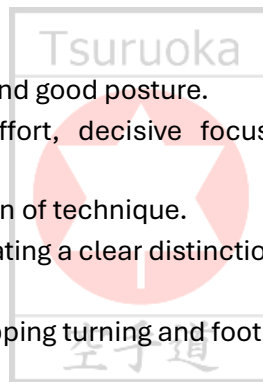 Tsuruoka
nd good posture.
ffort, decisive focus
n of technique.
ating a clear distinctio
pping turning and foot
空手道